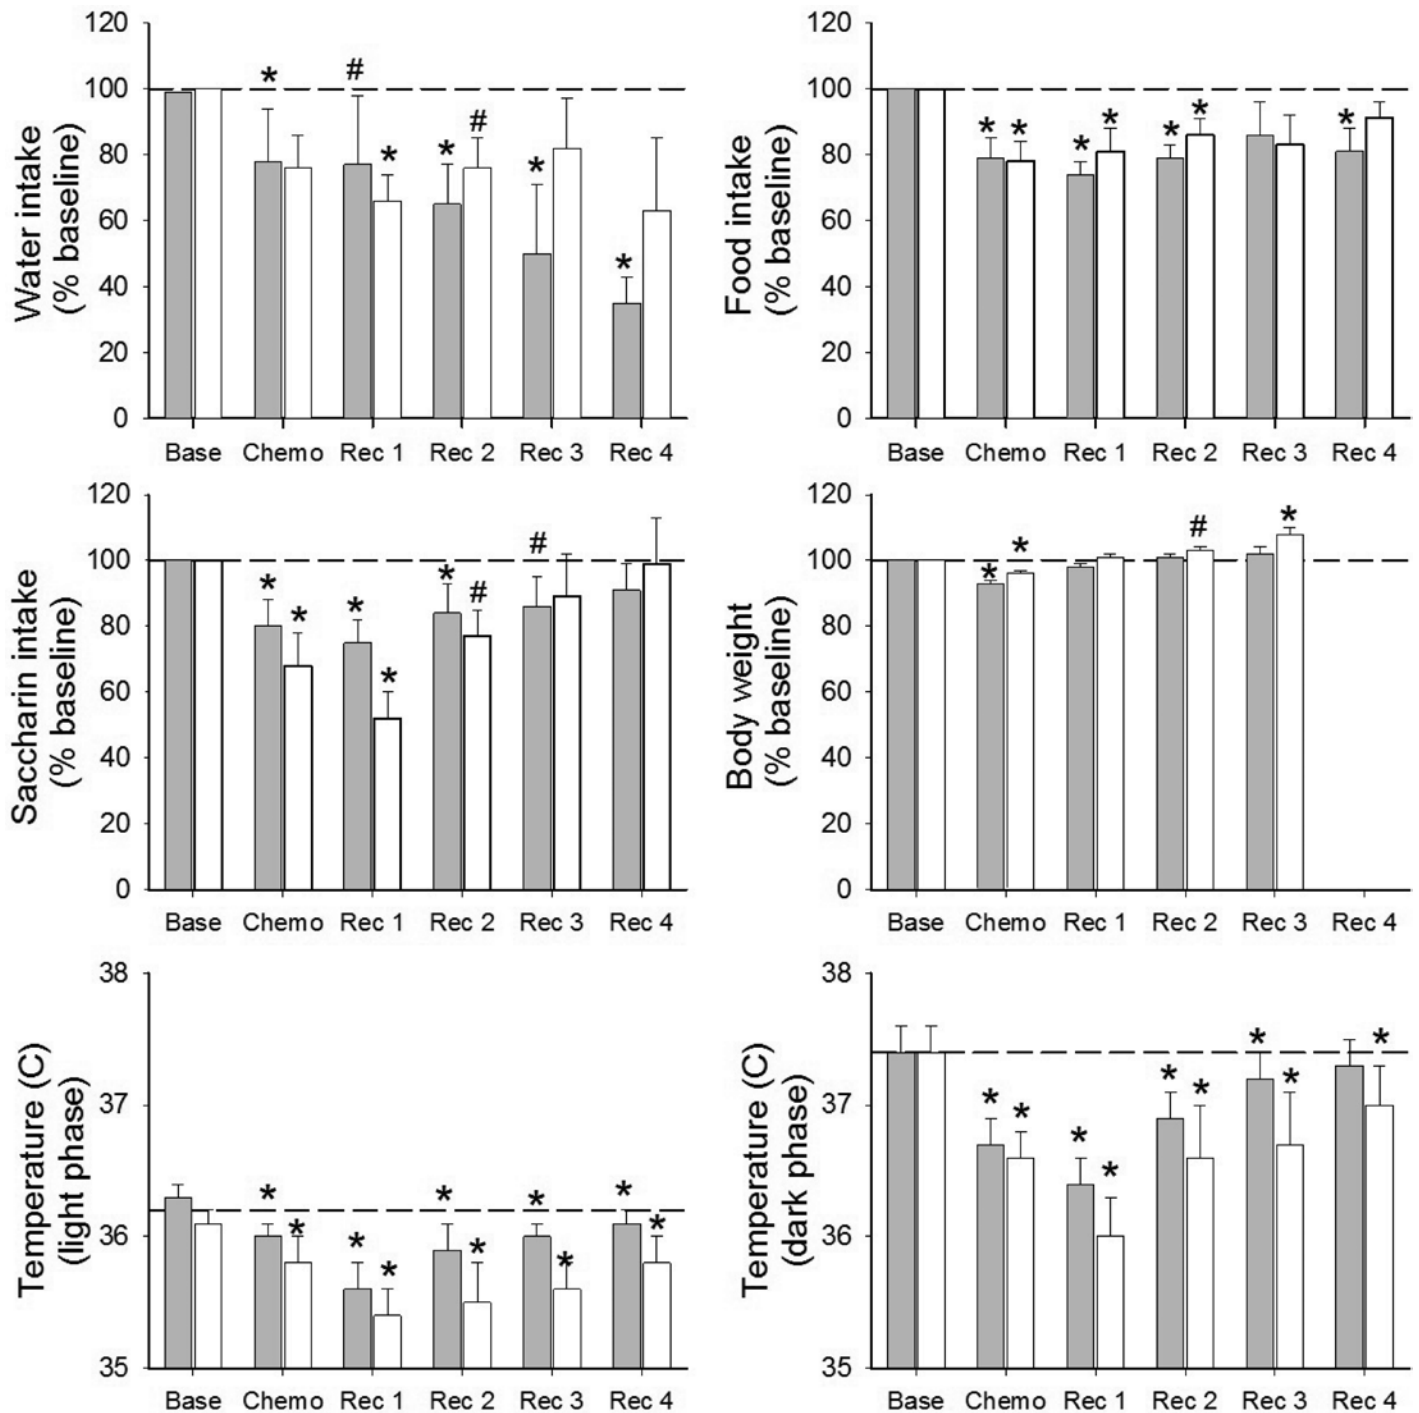 Water intake
(% baseline)
120
100
80
60
40
20
0
* # * * # * *
Base Chemo Rec 1 Rec 2 Rec 3 Rec 4
Food intake
(% baseline)
120
100
80
60
40
20
0
* * * * * * *
Base Chemo Rec 1 Rec 2 Rec 3 Rec 4
Saccharin intake
(% baseline)
120
100
80
60
40
20
0
* * * * * # #
Base Chemo Rec 1 Rec 2 Rec 3 Rec 4
Body weight
(% baseline)
120
100
80
60
40
20
0
* * # *
Base Chemo Rec 1 Rec 2 Rec 3 Rec 4
Temperature (C)
(light phase)
38
37
36
35
* * * * * * * * * *
Base Chemo Rec 1 Rec 2 Rec 3 Rec 4
Temperature (C)
(dark phase)
38
37
36
35
* * * * * * * * *
Base Chemo Rec 1 Rec 2 Rec 3 Rec 4